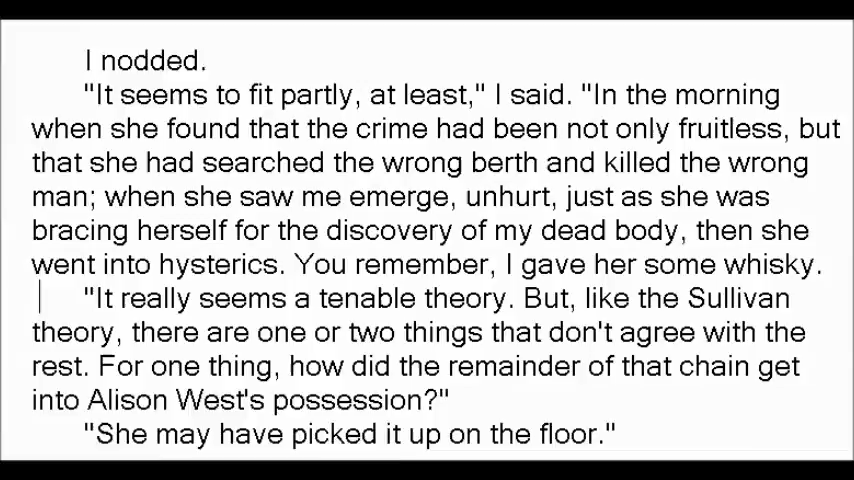 I nodded.
"It seems to fit partly, at least," I said. "In the morning
when she found that the crime had been not only fruitless, but
that she had searched the wrong berth and killed the wrong
man; when she saw me emerge, unhurt, just as she was
bracing herself for the discovery of my dead body, then she
went into hysterics. You remember, I gave her some whisky.
"It really seems a tenable theory. But, like the Sullivan
theory, there are one or two things that don't agree with the
rest. For one thing, how did the remainder of that chain get
into Alison West's possession?"
"She may have picked it up on the floor."